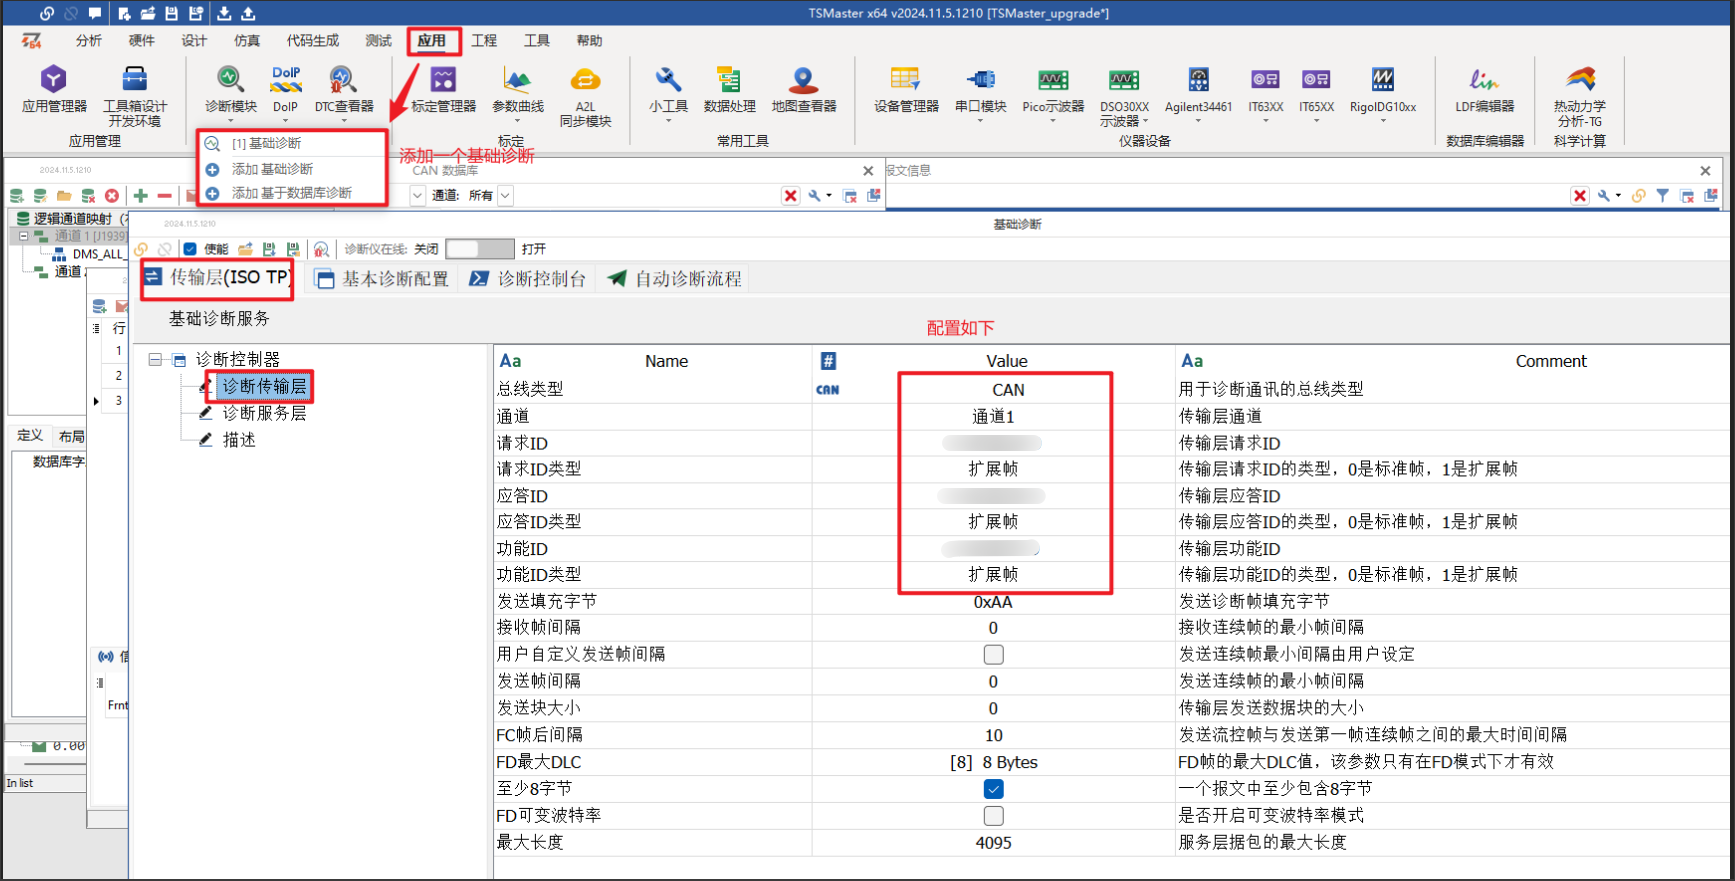 TSMaster x64 v2024.11.5.1210 [TSMaster_upgrade*]
分析 硬件 设计 仿真 代码生成 测试 应用 工程 工具 帮助
应用管理器
工具箱设计
开发环境
应用管理
诊断模块
DoIP
DoIP
DTC查看器
标定管理器
参数曲线
A2L
同步模块
标定
小工具
数据处理
地图查看器
常用工具
设备管理器
串口模块
Pico示波器
DSO30XX
示波器
Agilent34461
IT63XX
IT65XX
RigolDG10xx
仪器设备
lin
LDF编辑器
数据库编辑器
热动力学
分析-TG
科学计算
[1] 基础诊断
添加 基础诊断
添加 基于数据库诊断
添加一个基础诊断
2024.11.5.1210
CAN 数据库
报文信息
通道: 所有
逻辑通道映射
通道 1 [J1939]
DMS_ALL_
通道
2024.11.5.1210
基础诊断
使能
诊断仪在线: 关闭 打开
传输层(ISO TP) 基本诊断配置 诊断控制台 自动诊断流程
基础诊断服务
配置如下
行
1
2
3
定义 布局
数据库字
Frnt
0.00
In list
诊断控制器
诊断传输层
诊断服务层
描述
Aa Name # Value Aa Comment
总线类型 CAN CAN 用于诊断通讯的总线类型
通道 通道1 传输层通道
请求ID 传输层请求ID
请求ID类型 扩展帧 传输层请求ID的类型，0是标准帧，1是扩展帧
应答ID 传输层应答ID
应答ID类型 扩展帧 传输层应答ID的类型，0是标准帧，1是扩展帧
功能ID 传输层功能ID
功能ID类型 扩展帧 传输层功能ID的类型，0是标准帧，1是扩展帧
发送填充字节 0xAA 发送诊断帧填充字节
接收帧间隔 0 接收连续帧的最小帧间隔
用户自定义发送帧间隔 发送连续帧最小间隔由用户设定
发送帧间隔 0 发送连续帧的最小帧间隔
发送块大小 0 传输层发送数据块的大小
FC帧后间隔 10 发送流控帧与发送第一帧连续帧之间的最大时间间隔
FD最大DLC [8] 8 Bytes FD帧的最大DLC值，该参数只有在FD模式下才有效
至少8字节 一个报文中至少包含8字节
FD可变波特率 是否开启可变波特率模式
最大长度 4095 服务层据包的最大长度